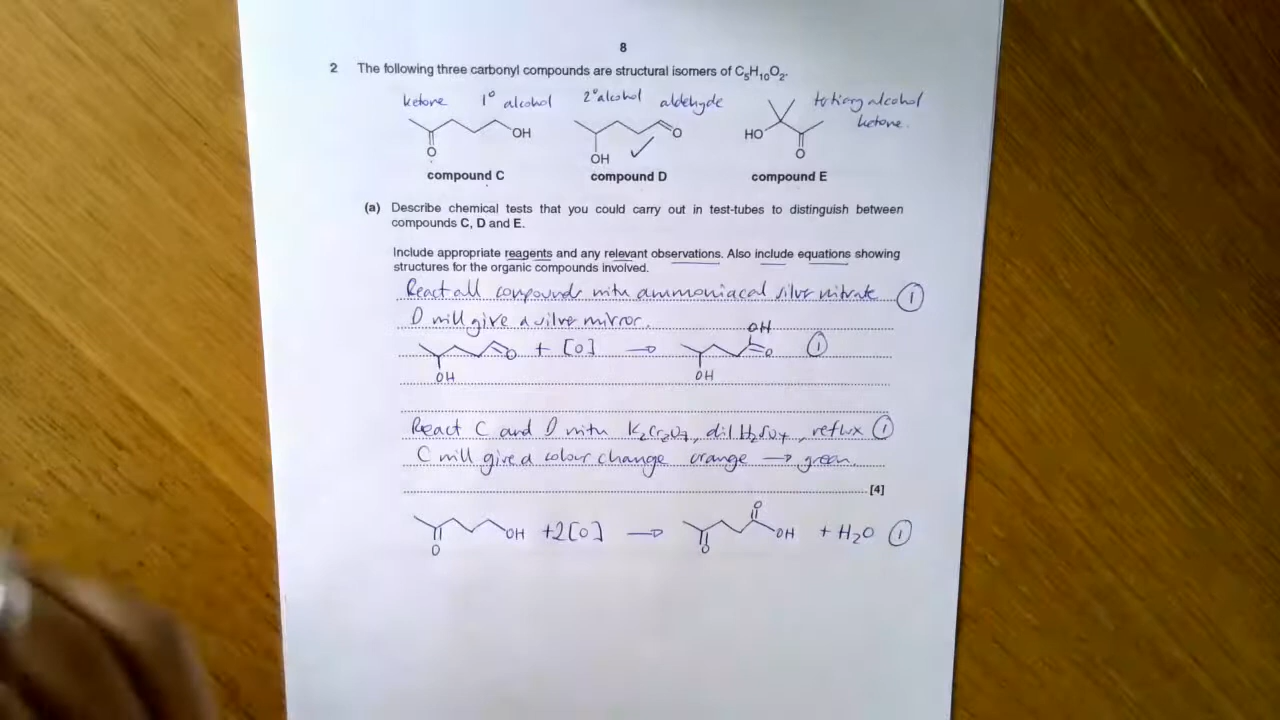 8
2 The following three carbonyl compounds are structural isomers of C₅H₁₀O₂.
ketone 1° alcohol 2° alcohol aldehyde tertiary alcohol
ketone.
OH O HO
O OH O
compound C compound D compound E
(a) Describe chemical tests that you could carry out in test-tubes to distinguish between
compounds C, D and E.
Include appropriate reagents and any relevant observations. Also include equations showing
structures for the organic compounds involved.
React all compounds with ammoniacal silver nitrate 1
D will give a silver mirror.
OH
O + [O] → O 1
OH OH
React C and D with K₂Cr₂O₇, dil H₂SO₄, reflux 1
C will give a colour change orange → green.
[4]
O
OH +2[O] → OH + H₂O 1
O O